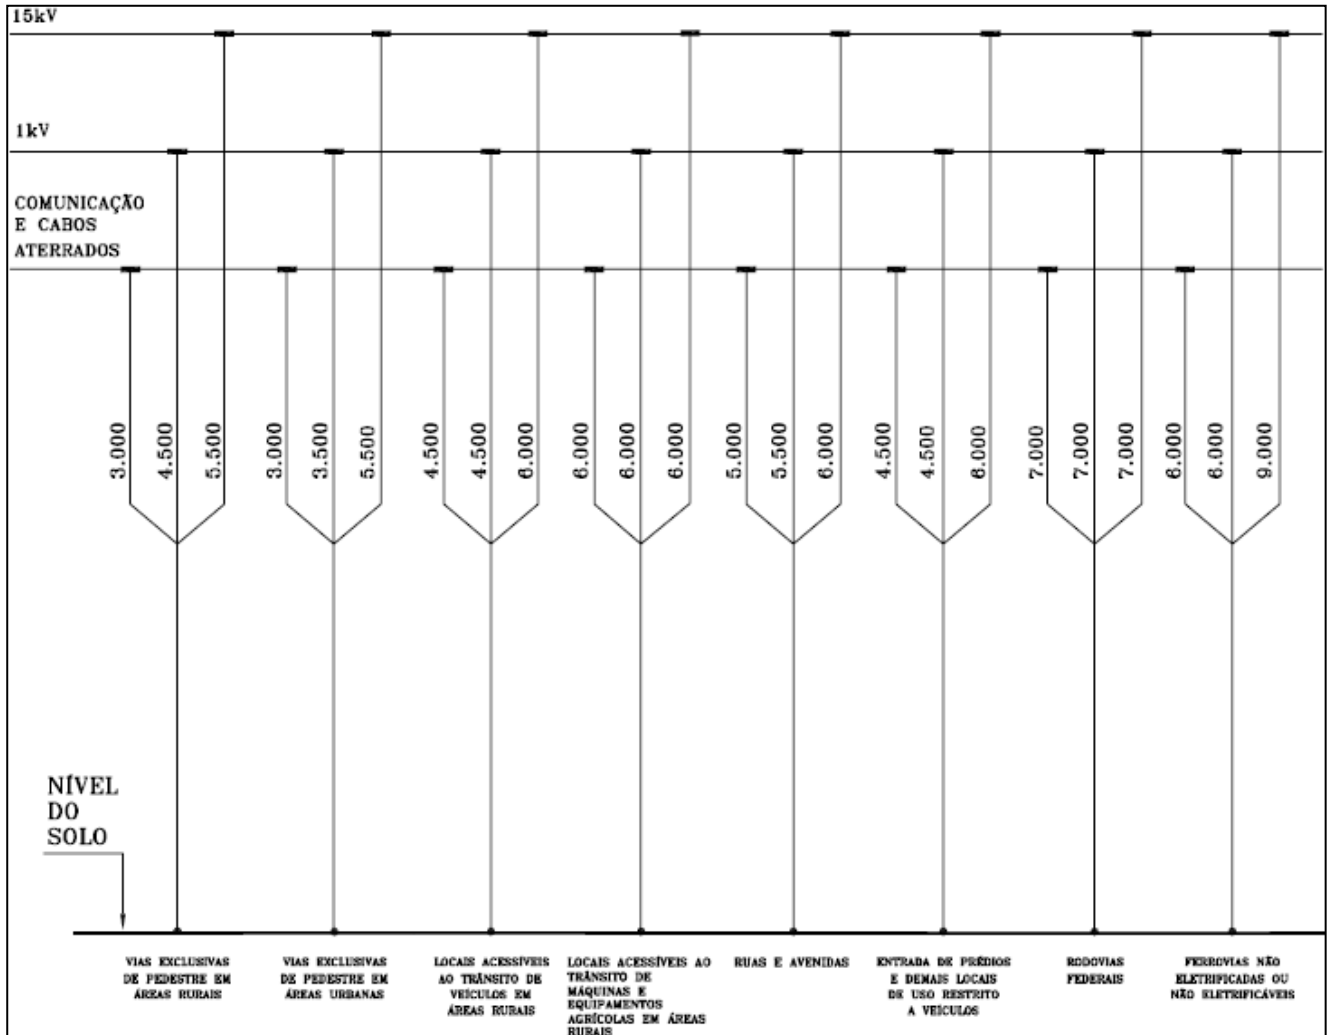 15kV
1kV
COMUNICAÇÃO
E CABOS
ATERRADOS
3.000
4.500
5.500
3.000
3.500
5.500
4.500
4.500
6.000
6.000
6.000
6.000
5.000
5.500
6.000
4.500
4.500
6.000
7.000
7.000
7.000
6.000
6.000
9.000
NÍVEL
DO
SOLO
VIAS EXCLUSIVAS
DE PEDESTRE EM
ÁREAS RURAIS
VIAS EXCLUSIVAS
DE PEDESTRE EM
ÁREAS URBANAS
LOCAIS ACESSÍVEIS
AO TRÂNSITO DE
VEÍCULOS EM
ÁREAS RURAIS
LOCAIS ACESSÍVEIS AO
TRÂNSITO DE
MÁQUINAS E
EQUIPAMENTOS
AGRÍCOLAS EM ÁREAS
RURAIS
RUAS E AVENIDAS
ENTRADA DE PRÉDIOS
E DEMAIS LOCAIS
DE USO RESTRITO
A VEÍCULOS
RODOVIAS
FEDERAIS
FERROVIAS NÃO
ELETRIFICADAS OU
NÃO ELETRIFICÁVEIS